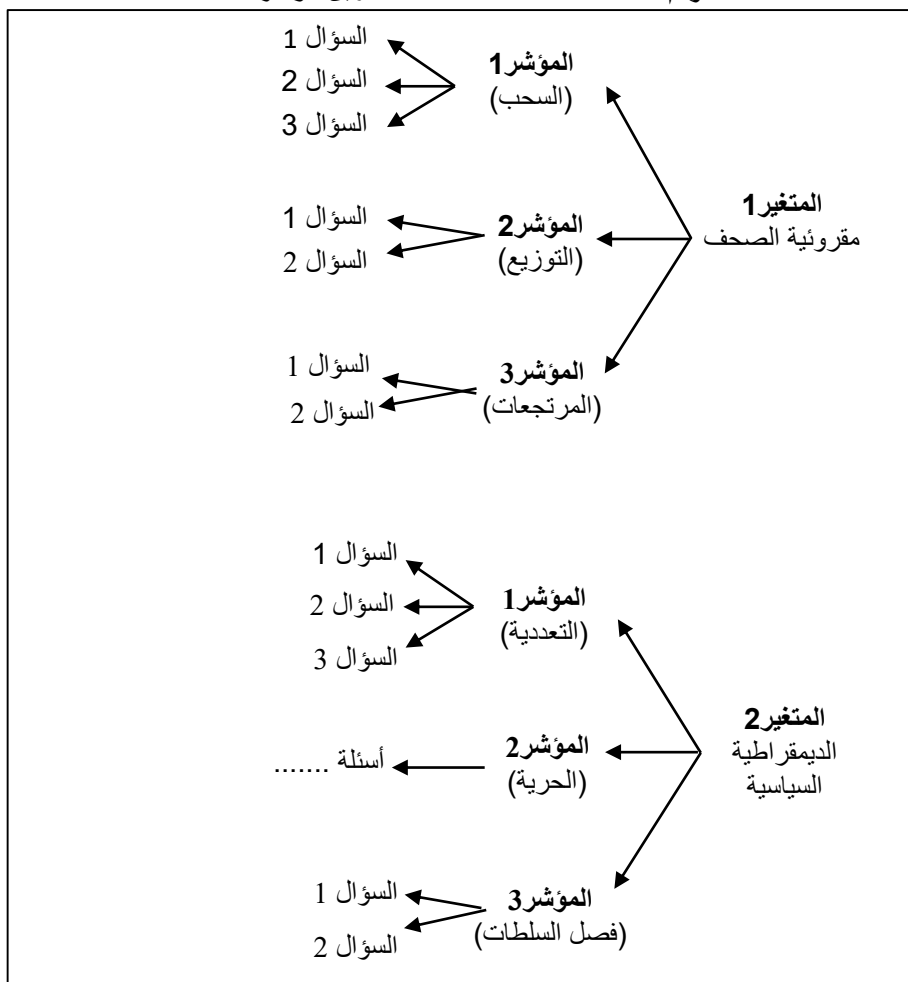 المتغير1
مقروئية الصحف
المؤشر1
(السحب)
السؤال 1
السؤال 2
السؤال 3
المؤشر2
(التوزيع)
السؤال 1
السؤال 2
المؤشر3
(المرتجعات)
السؤال 1
السؤال 2
المتغير2
الديمقراطية
السياسية
المؤشر1
(التعددية)
السؤال 1
السؤال 2
السؤال 3
المؤشر2
(الحرية)
أسئلة .......
المؤشر3
(فصل السلطات)
السؤال 1
السؤال 2